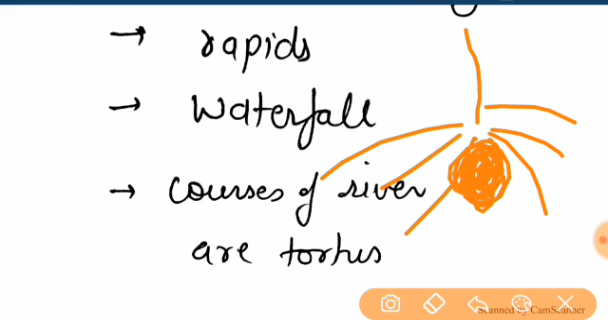 → rapids
→ Waterfall
→ courses of river
are tortus
Scanned by CamScanner